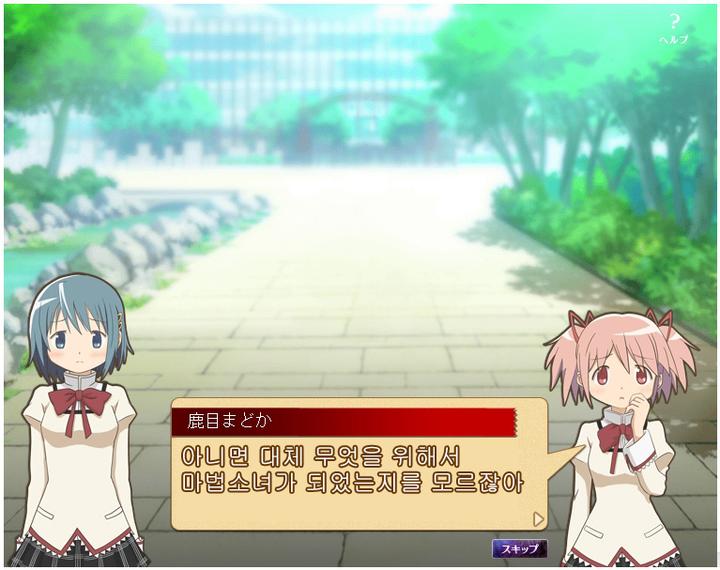 ?
ヘルプ
鹿目まどか
아니면 대체 무엇을 위해서
마법소녀가 되었는지를 모르잖아
スキップ